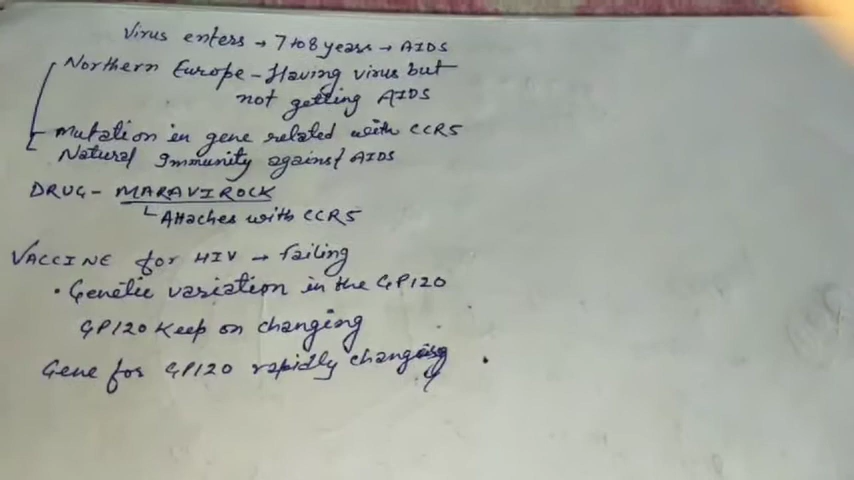 Virus enters → 7 to 8 years → AIDS
Northern Europe - Having virus but
not getting AIDS
Mutation in gene related with CCR5
Natural Immunity against AIDS
DRUG - MARAVIROCK
Attaches with CCR5
VACCINE for HIV → failing
• Genetic variation in the GP120
GP120 Keep on changing
Gene for GP120 rapidly changing